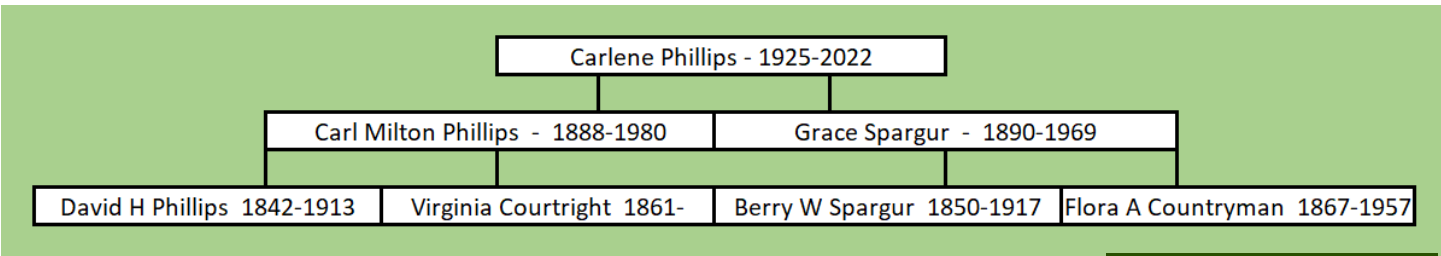 Carlene Phillips - 1925-2022
Carl Milton Phillips - 1888-1980 Grace Spargur - 1890-1969
David H Phillips 1842-1913 Virginia Courtright 1861- Berry W Spargur 1850-1917 Flora A Countryman 1867-1957